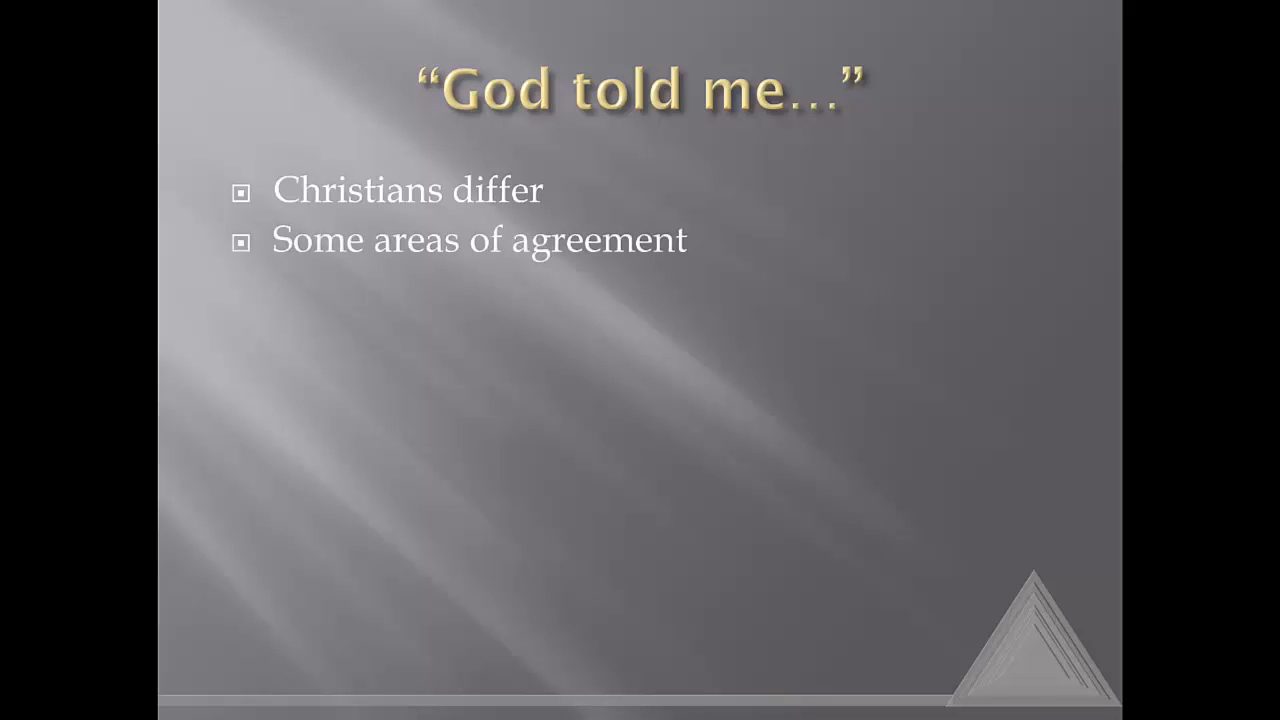 “God told me…”
Christians differ
Some areas of agreement